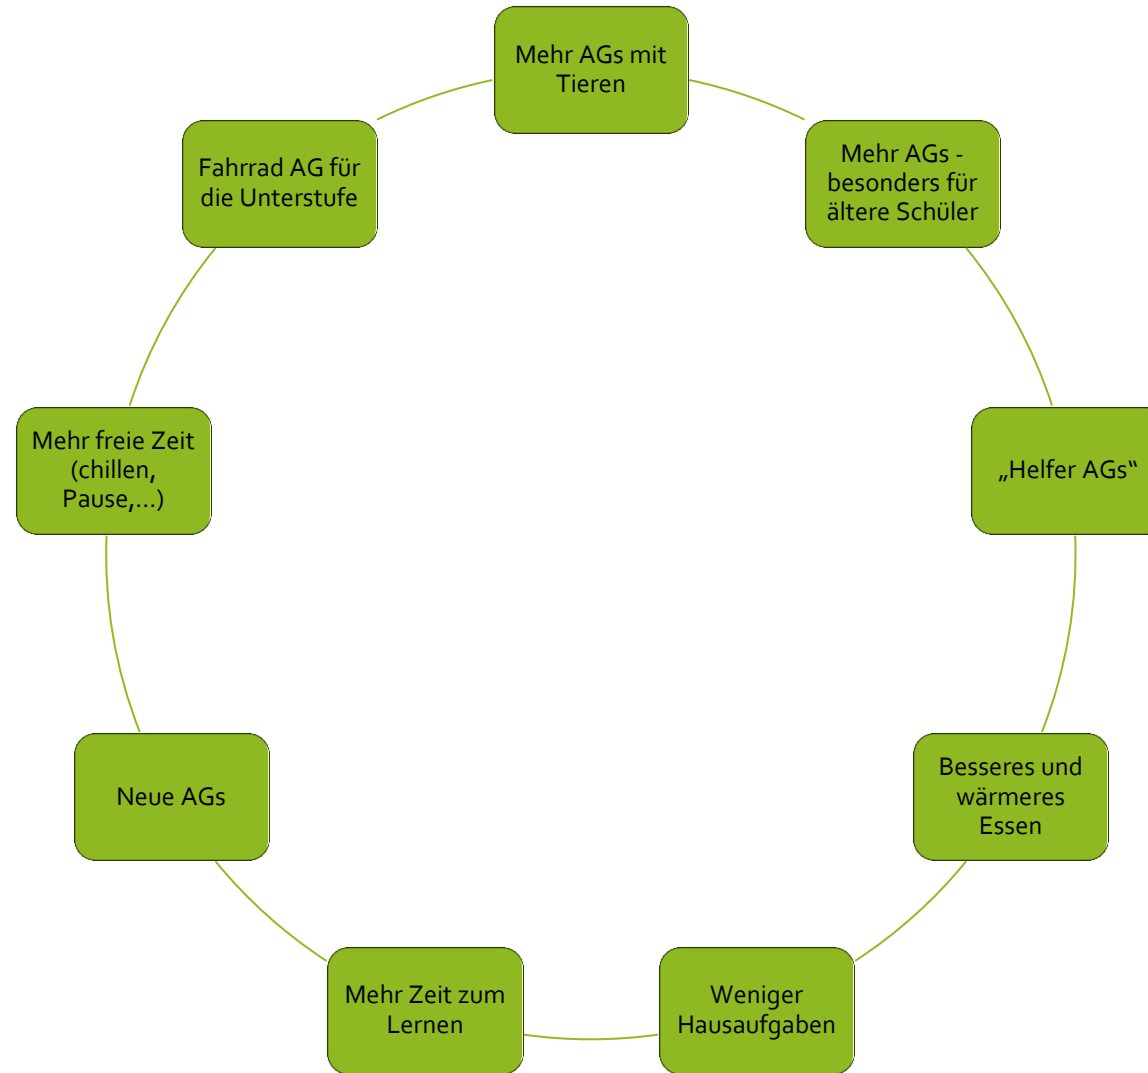 Mehr AGs mit
Tieren
Mehr AGs -
besonders für
ältere Schüler
„Helfer AGs“
Besseres und
wärmeres
Essen
Weniger
Hausaufgaben
Mehr Zeit zum
Lernen
Neue AGs
Mehr freie Zeit
(chillen,
Pause,...)
Fahrrad AG für
die Unterstufe